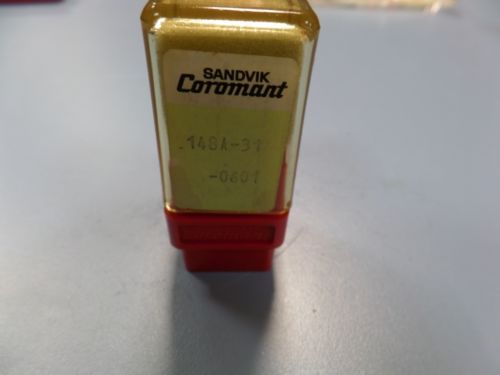 SANDVIK
Coromant
.148A-31
-0601